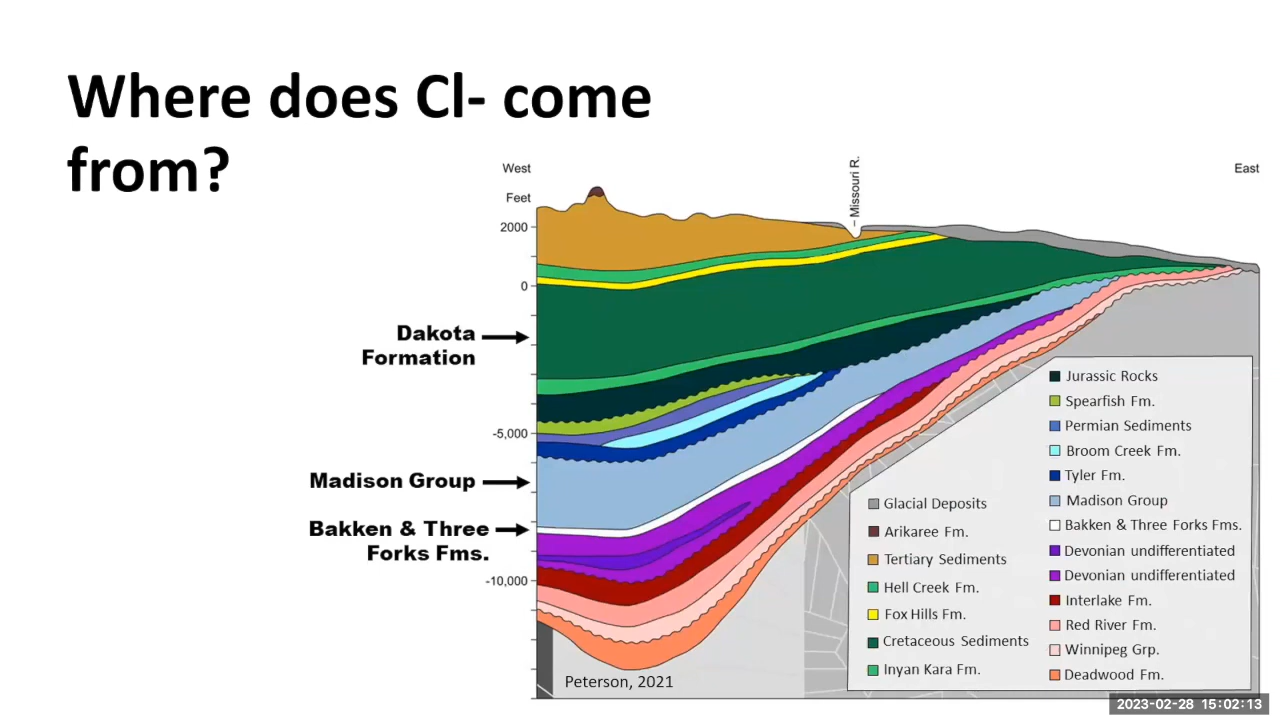 Where does Cl- come
from?
West
East
Feet
Missouri R.
2000
0
-5,000
-10,000
Dakota
Formation
Madison Group
Bakken & Three
Forks Fms.
Glacial Deposits
Arikaree Fm.
Tertiary Sediments
Hell Creek Fm.
Fox Hills Fm.
Cretaceous Sediments
Inyan Kara Fm.
Jurassic Rocks
Spearfish Fm.
Permian Sediments
Broom Creek Fm.
Tyler Fm.
Madison Group
Bakken & Three Forks Fms.
Devonian undifferentiated
Devonian undifferentiated
Interlake Fm.
Red River Fm.
Winnipeg Grp.
Deadwood Fm.
Peterson, 2021
2023-02-28 15:02:13